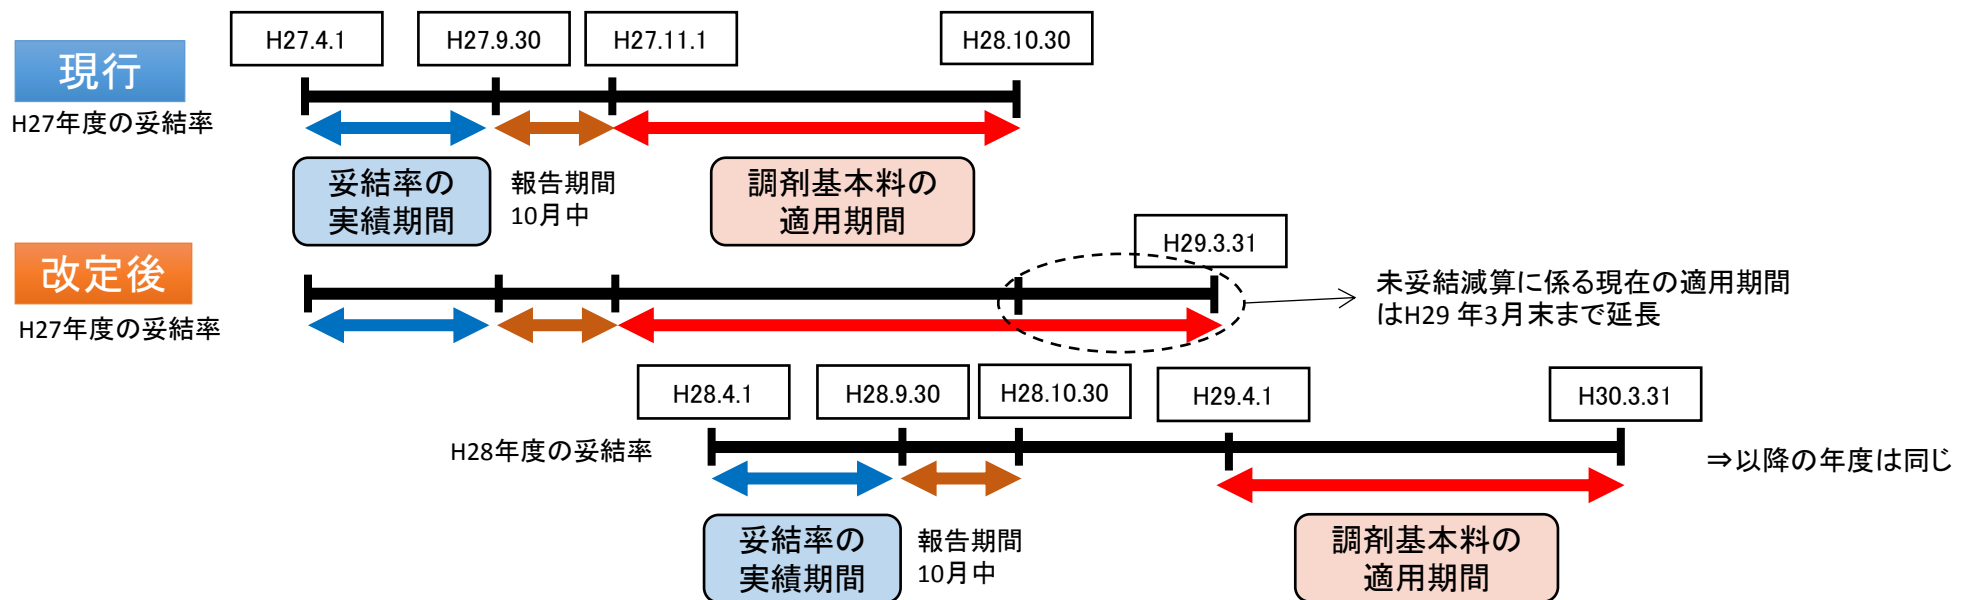 H27.4.1
H27.9.30
H27.11.1
H28.10.30
現行
H27年度の妥結率
妥結率の
実績期間
報告期間
10月中
調剤基本料の
適用期間
改定後
H27年度の妥結率
H29.3.31
未妥結減算に係る現在の適用期間
はH29 年3月末まで延長
H28.4.1
H28.9.30
H28.10.30
H29.4.1
H30.3.31
H28年度の妥結率
⇒以降の年度は同じ
妥結率の
実績期間
報告期間
10月中
調剤基本料の
適用期間